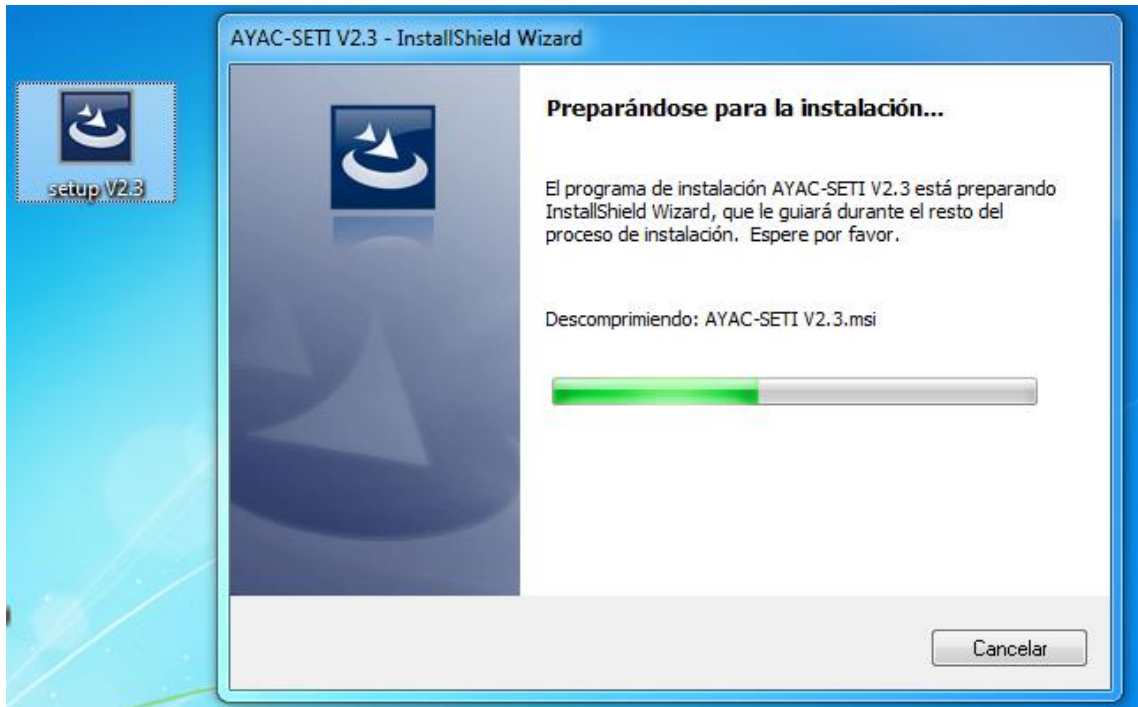 AYAC-SETI V2.3 - InstallShield Wizard
setup V2.3
Preparándose para la instalación...
El programa de instalación AYAC-SETI V2.3 está preparando
InstallShield Wizard, que le guiará durante el resto del
proceso de instalación. Espere por favor.
Descomprimiendo: AYAC-SETI V2.3.msi
Cancelar